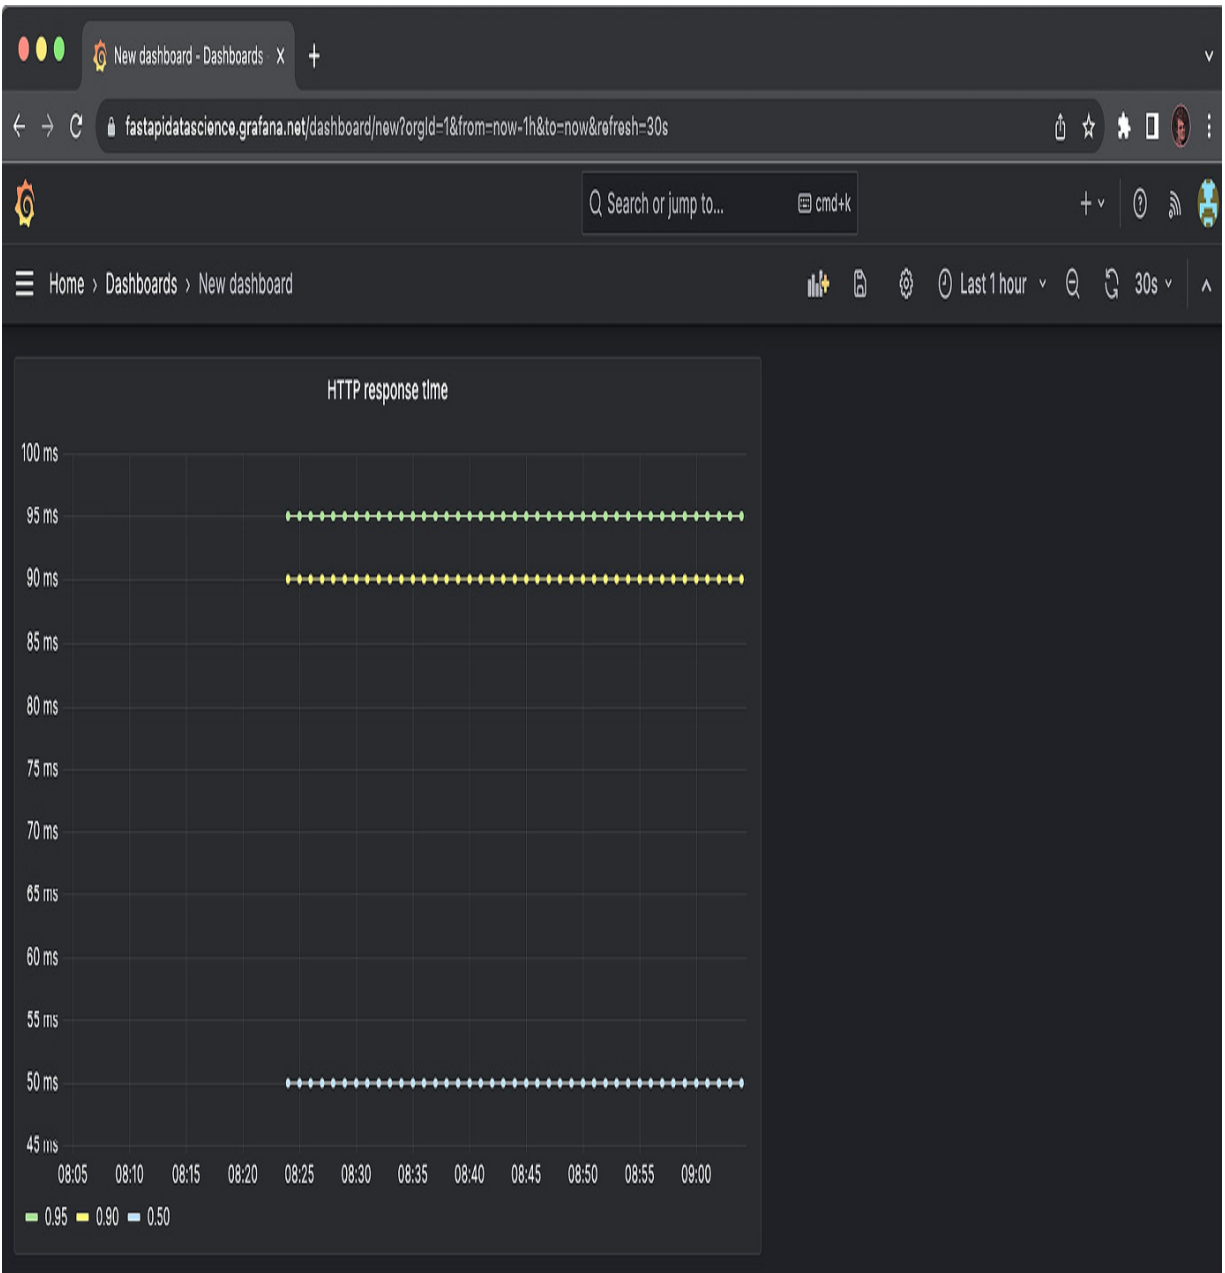 New dashboard - Dashboards
fastapidatascience.grafana.net/dashboard/new?orgId=1&from=now-1h&to=now&refresh=30s
Search or jump to... cmd+k
Home › Dashboards › New dashboard Last 1 hour 30s
HTTP response time
100 ms
95 ms
90 ms
85 ms
80 ms
75 ms
70 ms
65 ms
60 ms
55 ms
50 ms
45 ms
08:05 08:10 08:15 08:20 08:25 08:30 08:35 08:40 08:45 08:50 08:55 09:00
0.95 0.90 0.50